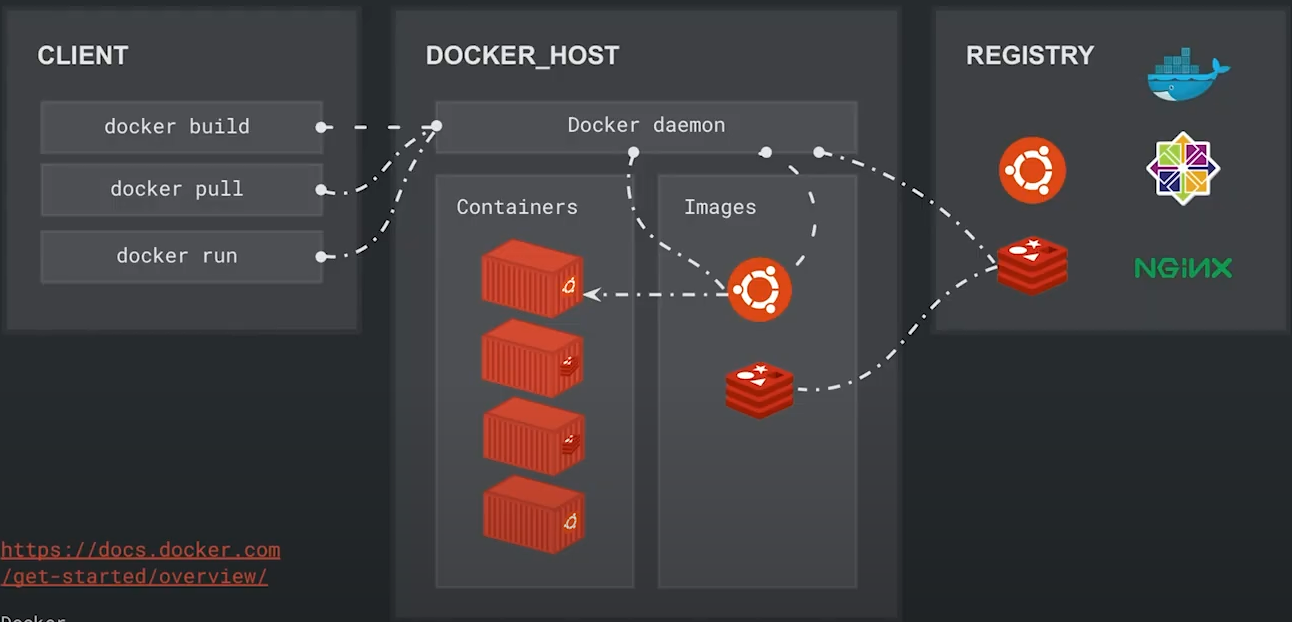 CLIENT
docker build
docker pull
docker run
DOCKER_HOST
Docker daemon
Containers
Images
REGISTRY
NGiNX
https://docs.docker.com
/get-started/overview/
Docker